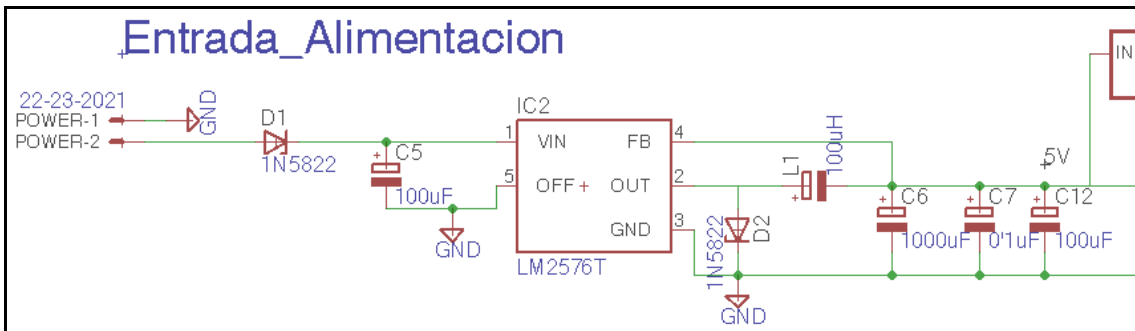 Entrada_Alimentacion
IN
22-23-2021
POWER-1
GND
POWER-2
D1
1N5822
C5
100uF
GND
IC2
1 VIN FB 4
5 OFF OUT 2
GND 3
LM2576T
L1
100uH
D2
1N5822
GND
5V
C6
1000uF
C7
0'1uF
C12
100uF